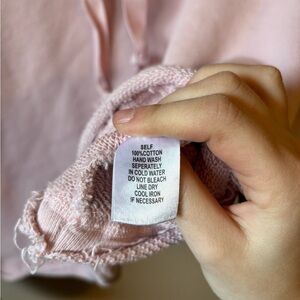 SELF
100%COTTON
HAND WASH
SEPERATELY
IN COLD WATER
DO NOT BLEACH
LINE DRY
COOL IRON
IF NECESSARY